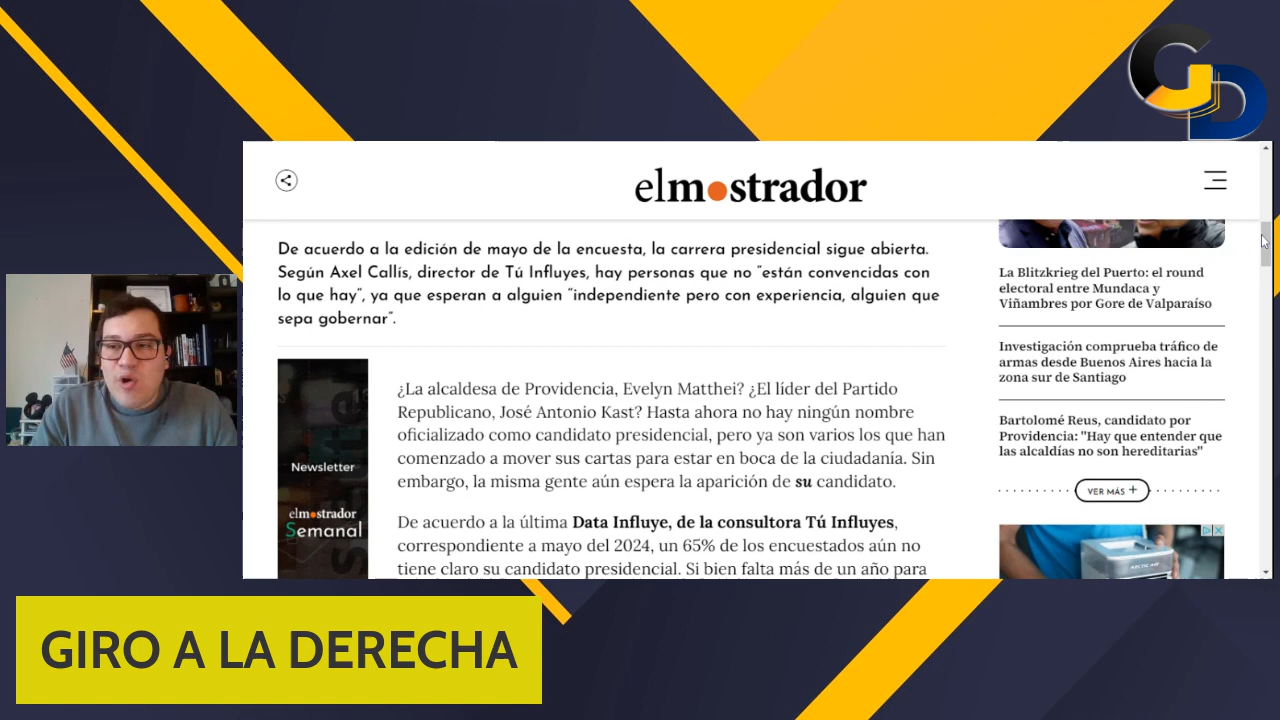 GD
elmostrador
De acuerdo a la edición de mayo de la encuesta, la carrera presidencial sigue abierta.
Según Axel Callís, director de Tú Influyes, hay personas que no “están convencidas con
lo que hay”, ya que esperan a alguien “independiente pero con experiencia, alguien que
sepa gobernar”.
Newsletter
elmostrador
Semanal
¿La alcaldesa de Providencia, Evelyn Matthei? ¿El líder del Partido
Republicano, José Antonio Kast? Hasta ahora no hay ningún nombre
oficializado como candidato presidencial, pero ya son varios los que han
comenzado a mover sus cartas para estar en boca de la ciudadanía. Sin
embargo, la misma gente aún espera la aparición de su candidato.
De acuerdo a la última Data Influye, de la consultora Tú Influyes,
correspondiente a mayo del 2024, un 65% de los encuestados aún no
tiene claro su candidato presidencial. Si bien falta más de un año para
La Blitzkrieg del Puerto: el round
electoral entre Mundaca y
Viñambres por Gore de Valparaíso
Investigación comprueba tráfico de
armas desde Buenos Aires hacia la
zona sur de Santiago
Bartolomé Reus, candidato por
Providencia: "Hay que entender que
las alcaldías no son hereditarias"
VER MÁS +
ARCTIC AIR
GIRO A LA DERECHA